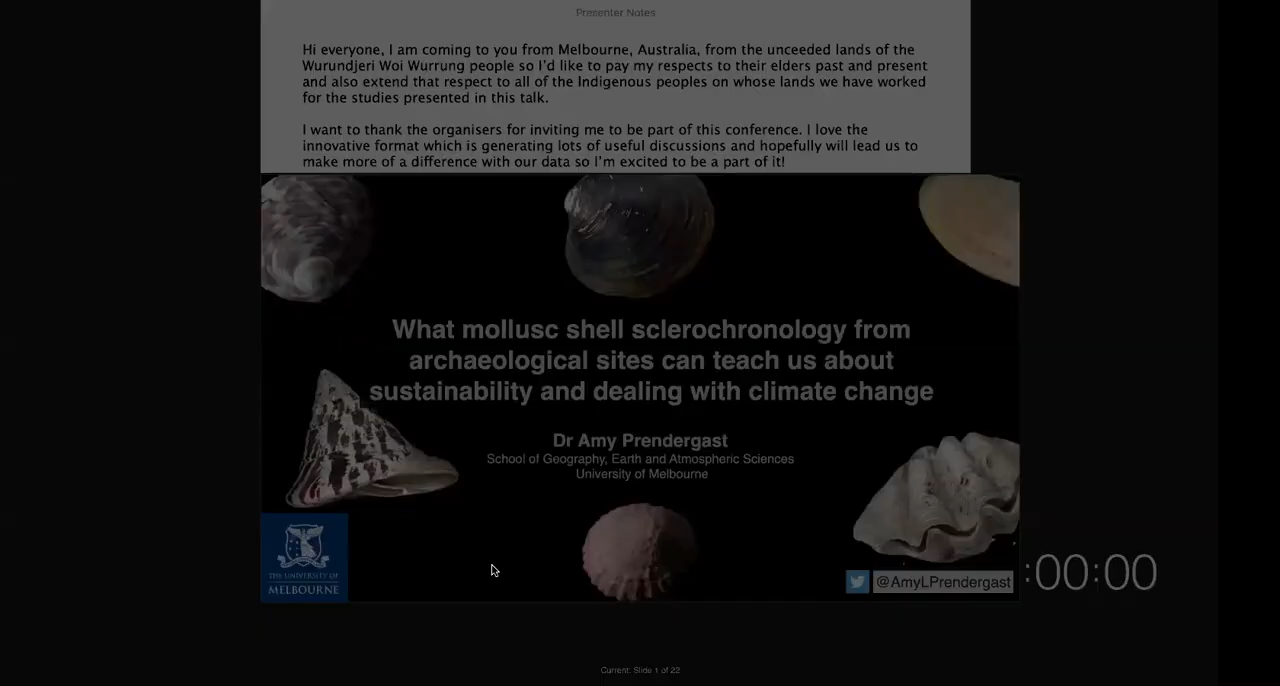 Presenter Notes
Hi everyone, I am coming to you from Melbourne, Australia, from the unceeded lands of the
Wurundjeri Woi Wurrung people so I'd like to pay my respects to their elders past and present
and also extend that respect to all of the Indigenous peoples on whose lands we have worked
for the studies presented in this talk.
I want to thank the organisers for inviting me to be part of this conference. I love the
innovative format which is generating lots of useful discussions and hopefully will lead us to
make more of a difference with our data so I'm excited to be a part of it!
What mollusc shell sclerochronology from
archaeological sites can teach us about
sustainability and dealing with climate change
Dr Amy Prendergast
School of Geography, Earth and Atmospheric Sciences
University of Melbourne
THE UNIVERSITY OF
MELBOURNE
@AmyLPrendergast
:00:00
Current: Slide 1 of 22